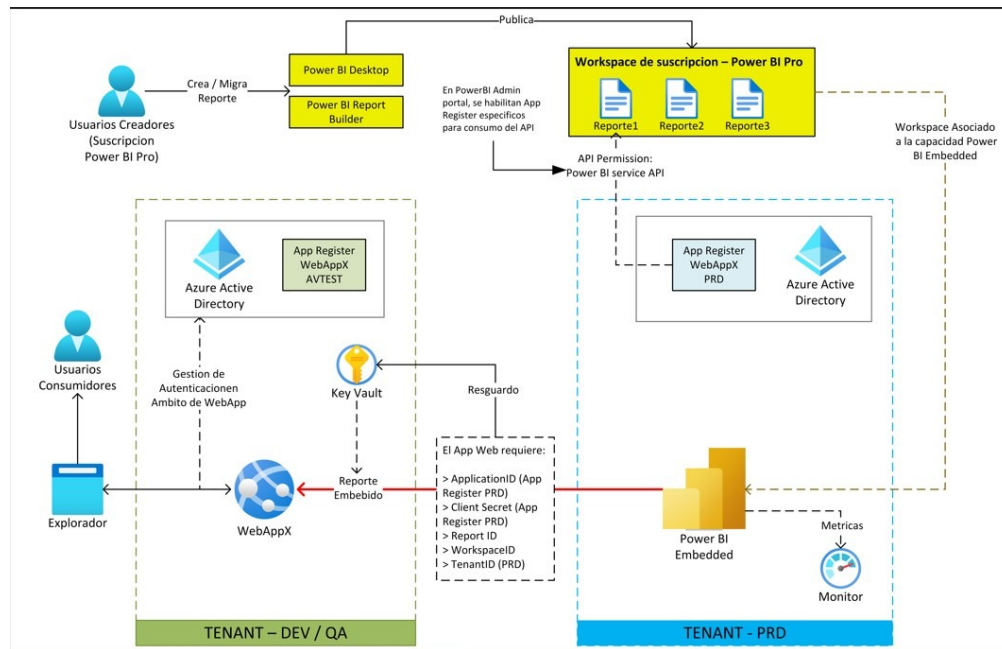 Publica
Power BI Desktop
Crea / Migra
Reporte
Power BI Report
Builder
Usuarios Creadores
(Suscripcion
Power BI Pro)
En PowerBI Admin
portal, se habilitan App
Register especificos
para consumo del API
Workspace de suscripcion – Power BI Pro
Reporte1
Reporte2
Reporte3
API Permission:
Power BI service API
Workspace Asociado
a la capacidad Power
BI Embedded
Azure Active
Directory
App Register
WebAppX
AVTEST
App Register
WebAppX
PRD
Azure Active
Directory
Usuarios
Consumidores
Gestion de
Autenticacionen
Ambito de WebApp
Key Vault
Resguardo
Explorador
WebAppX
Reporte
Embebido
El App Web requiere:
> ApplicationID (App
Register PRD)
> Client Secret (App
Register PRD)
> Report ID
> WorkspaceID
> TenantID (PRD)
Power BI
Embedded
Metricas
Monitor
TENANT – DEV / QA
TENANT - PRD